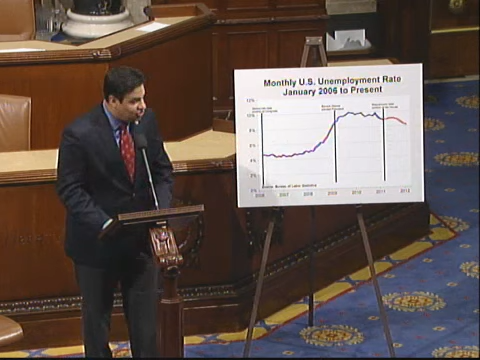 Monthly U.S. Unemployment Rate
January 2006 to Present
12%
10%
8%
6%
4%
2%
0%
Source: Bureau of Labor Statistics
2006 2007 2008 2009 2010 2011 2012